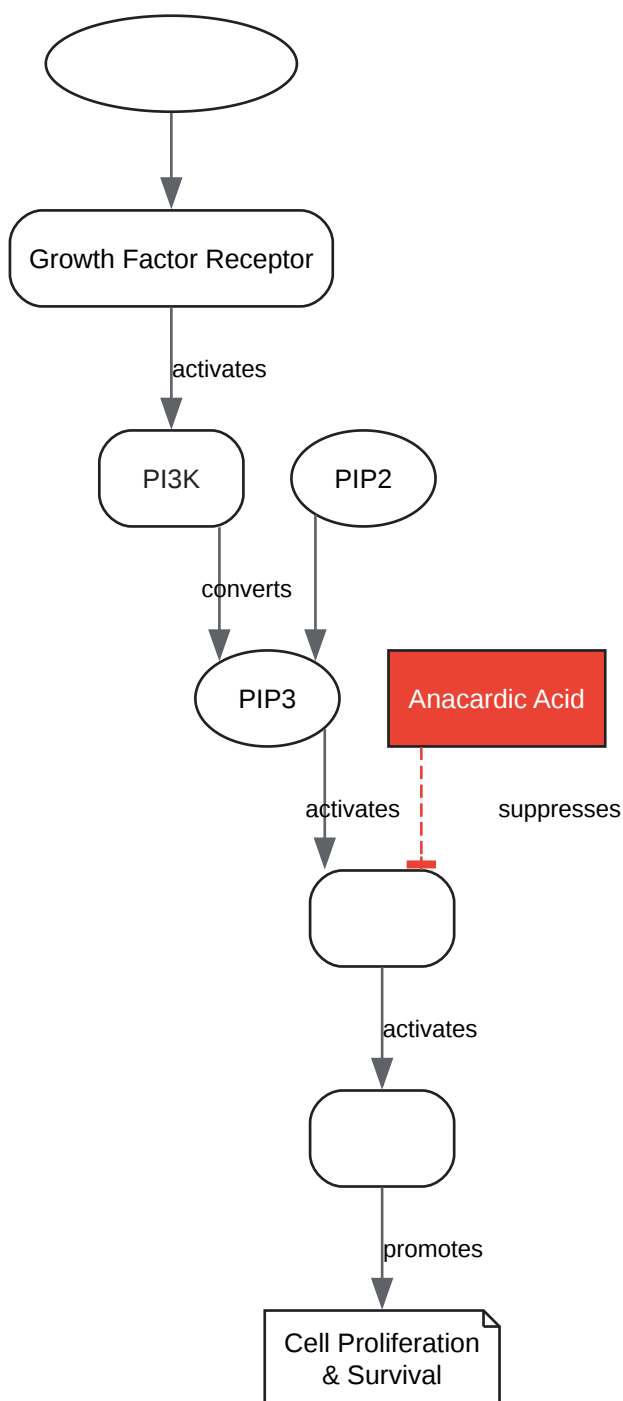 Growth Factor Receptor
activates
PI3K
PIP2
converts
PIP3
Anacardic Acid
activates
suppresses
activates
promotes
Cell Proliferation
& Survival